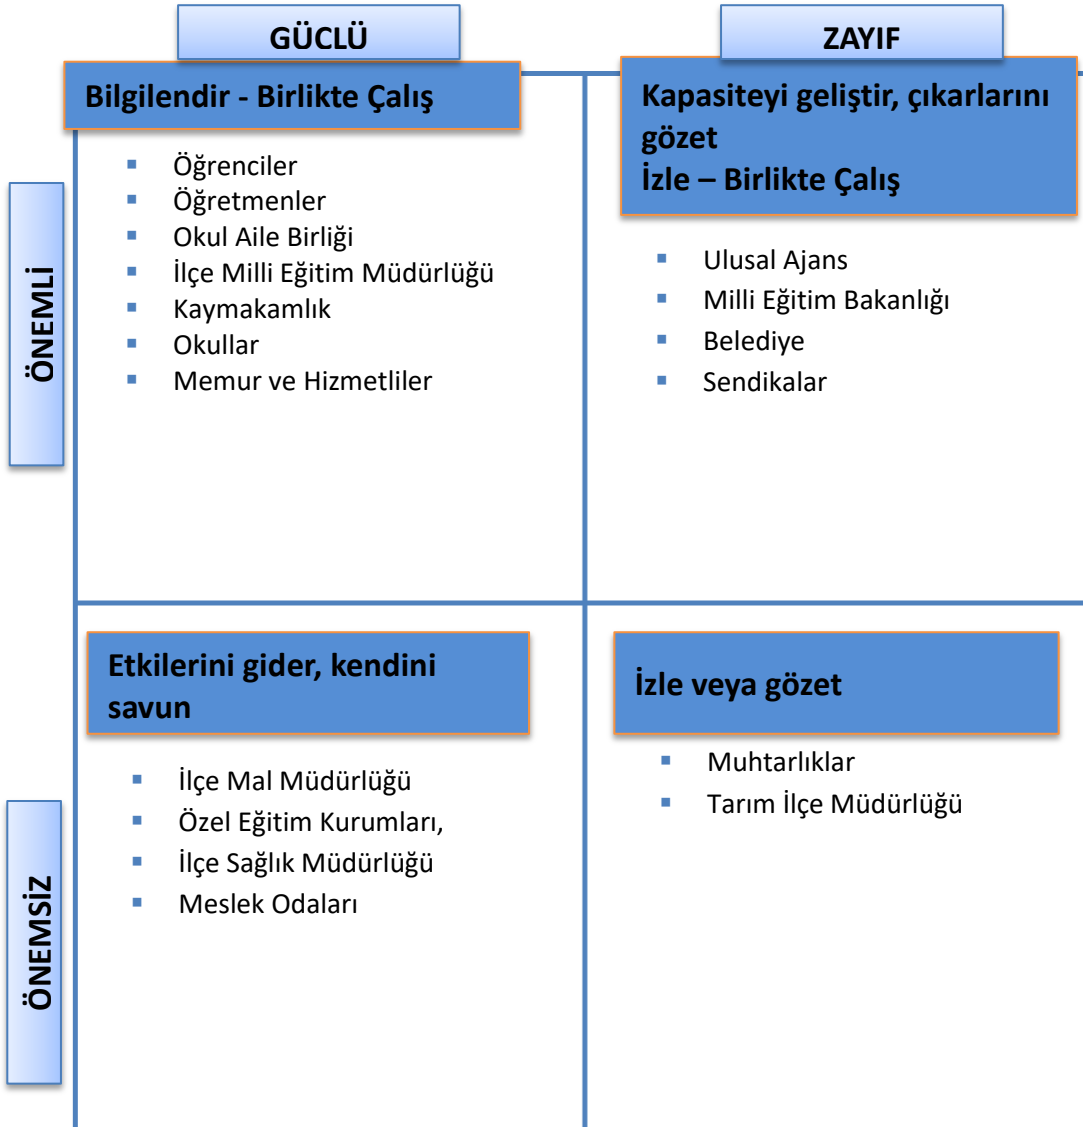 GÜCLÜ
ZAYIF
Bilgilendir - Birlikte Çalış
Kapasiteyi geliştir, çıkarlarını
gözet
İzle – Birlikte Çalış
ÖNEMLİ
Öğrenciler
Öğretmenler
Okul Aile Birliği
İlçe Milli Eğitim Müdürlüğü
Kaymakamlık
Okullar
Memur ve Hizmetliler
Ulusal Ajans
Milli Eğitim Bakanlığı
Belediye
Sendikalar
Etkilerini gider, kendini
savun
İzle veya gözet
ÖNEMSİZ
İlçe Mal Müdürlüğü
Özel Eğitim Kurumları,
İlçe Sağlık Müdürlüğü
Meslek Odaları
Muhtarlıklar
Tarım İlçe Müdürlüğü